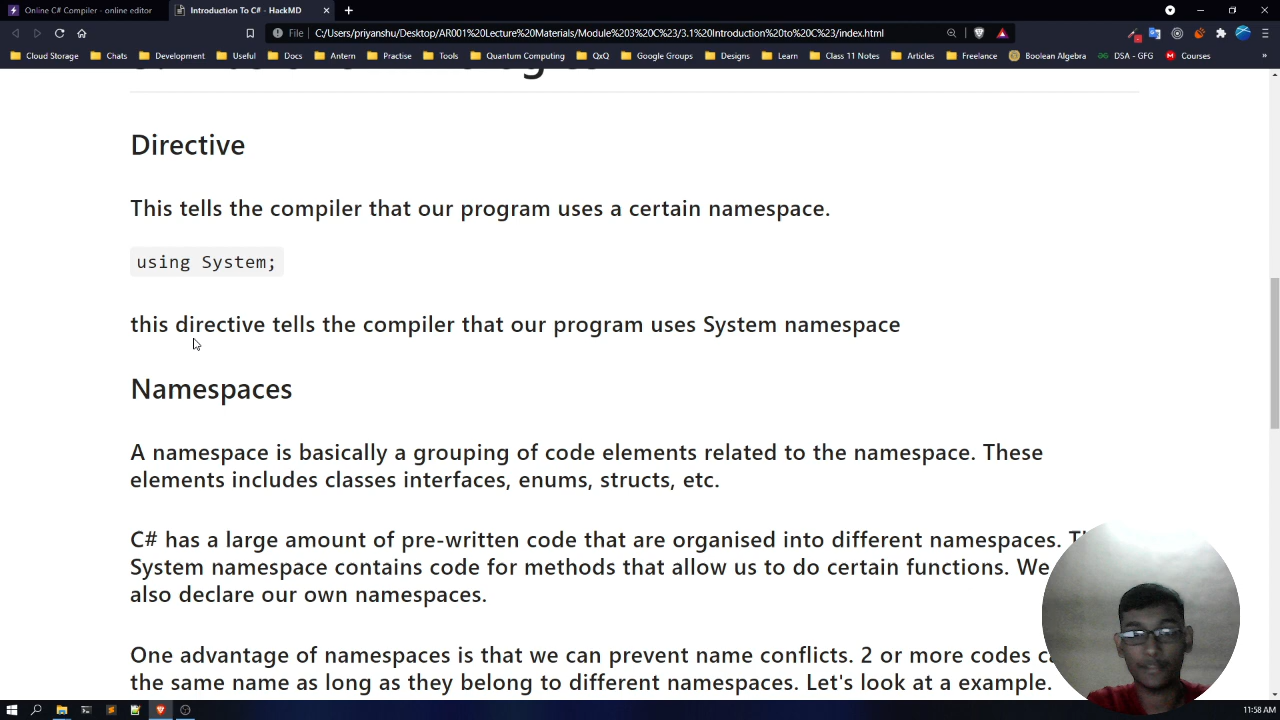 Online C# Compiler - online editor
Introduction To C# - HackMD
File
C:/Users/priyanshu/Desktop/AR001%20Lecture%20Materials/Module%203%20C%23/3.1%20Introduction%20to%20C%23/index.html
Cloud Storage Chats Development Useful Docs Antern Practise Tools Quantum Computing QxQ Google Groups Designs Learn Class 11 Notes Articles Freelance Boolean Algebra DSA - GFG Courses
Directive
This tells the compiler that our program uses a certain namespace.
using System;
this directive tells the compiler that our program uses System namespace
Namespaces
A namespace is basically a grouping of code elements related to the namespace. These
elements includes classes interfaces, enums, structs, etc.
C# has a large amount of pre-written code that are organised into different namespaces.
System namespace contains code for methods that allow us to do certain functions. We
also declare our own namespaces.
One advantage of namespaces is that we can prevent name conflicts. 2 or more codes
the same name as long as they belong to different namespaces. Let's look at a example.
11:58 AM